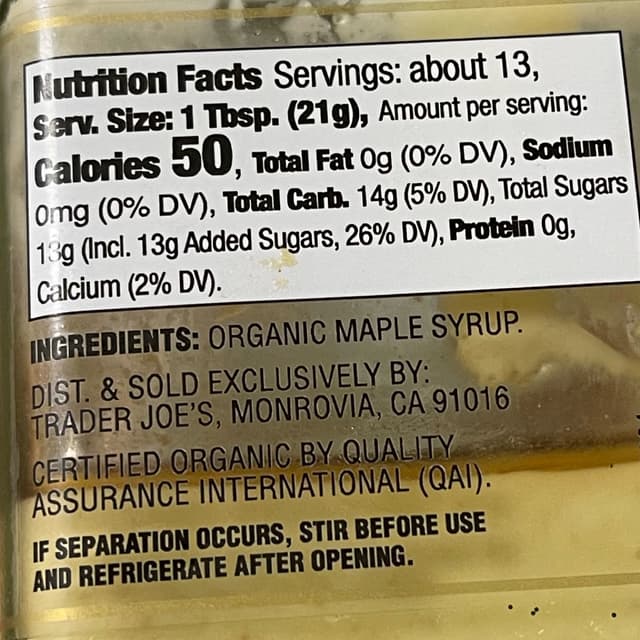 Nutrition Facts Servings: about 13,
Serv. Size: 1 Tbsp. (21g), Amount per serving:
Calories 50, Total Fat 0g (0% DV), Sodium
0mg (0% DV), Total Carb. 14g (5% DV), Total Sugars
13g (Incl. 13g Added Sugars, 26% DV), Protein 0g,
Calcium (2% DV).
INGREDIENTS: ORGANIC MAPLE SYRUP.
DIST. & SOLD EXCLUSIVELY BY:
TRADER JOE'S, MONROVIA, CA 91016
CERTIFIED ORGANIC BY QUALITY
ASSURANCE INTERNATIONAL (QAI).
IF SEPARATION OCCURS, STIR BEFORE USE
AND REFRIGERATE AFTER OPENING.